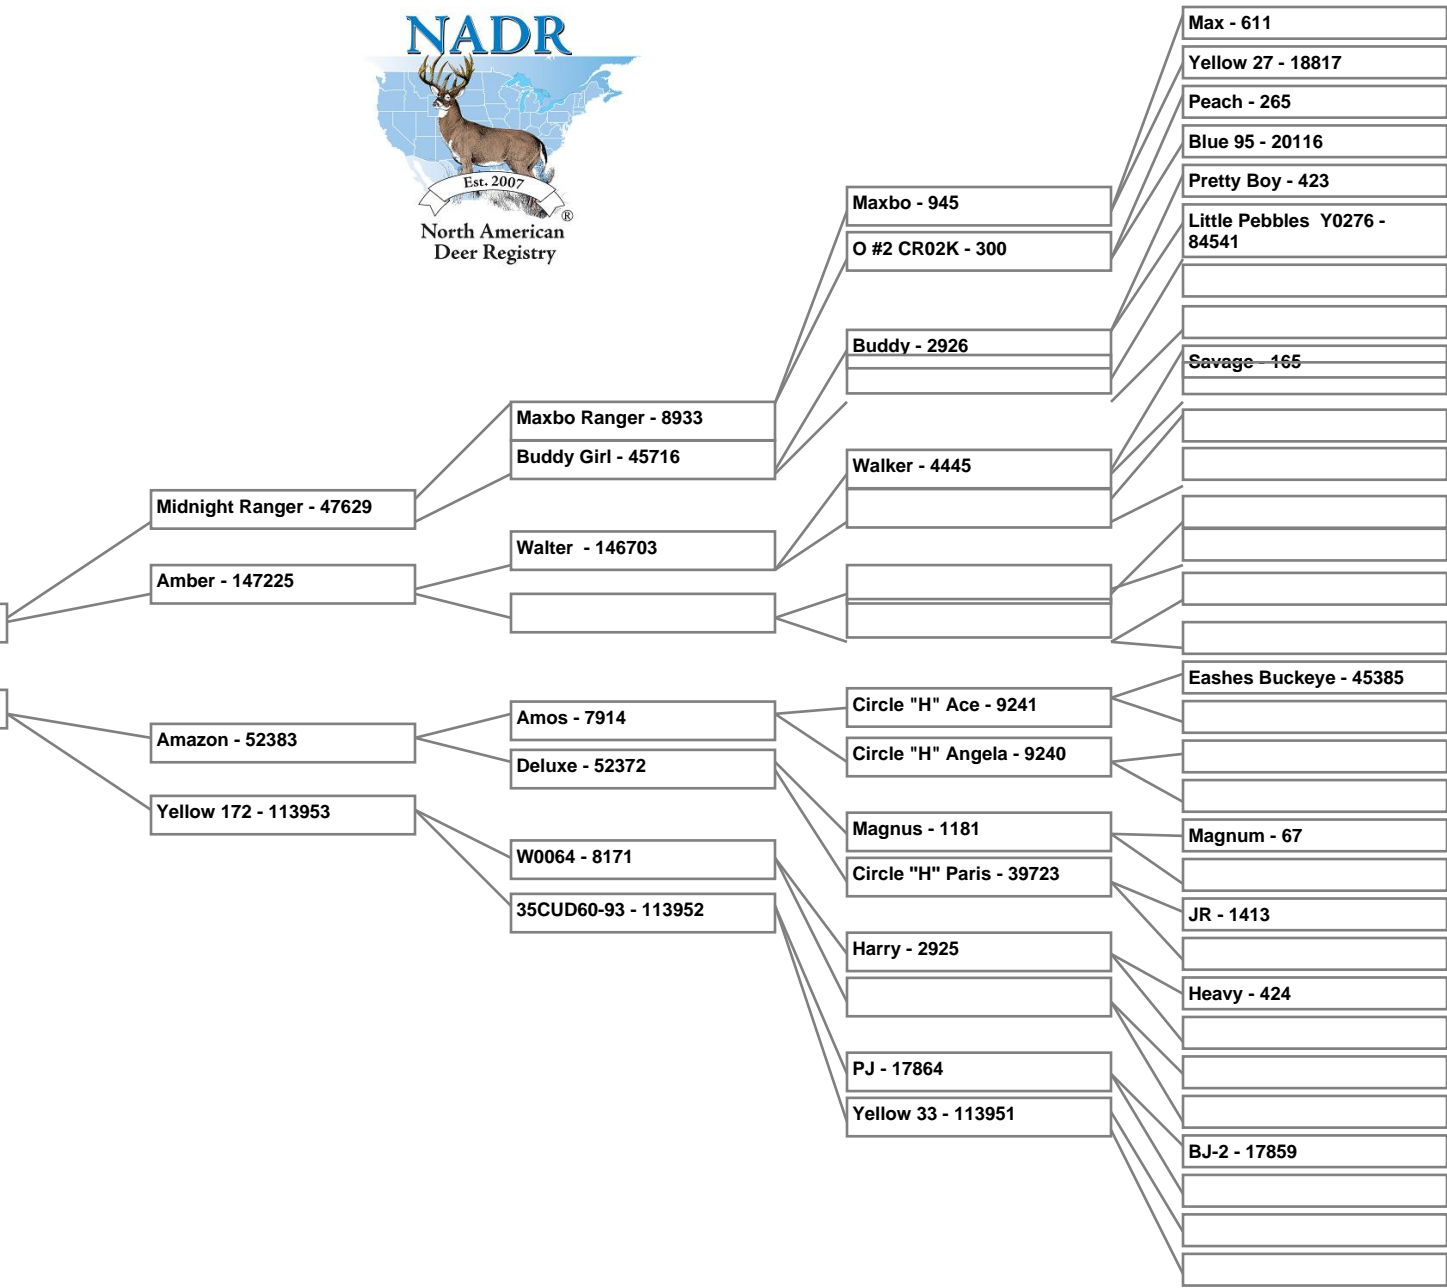 NADR
Est. 2007
®
North American
Deer Registry
Midnight Ranger - 47629
Amber - 147225
Amazon - 52383
Yellow 172 - 113953
Maxbo Ranger - 8933
Buddy Girl - 45716
Walter - 146703
Amos - 7914
Deluxe - 52372
W0064 - 8171
35CUD60-93 - 113952
Maxbo - 945
O #2 CR02K - 300
Buddy - 2926
Walker - 4445
Circle "H" Ace - 9241
Circle "H" Angela - 9240
Magnus - 1181
Circle "H" Paris - 39723
Harry - 2925
PJ - 17864
Yellow 33 - 113951
Max - 611
Yellow 27 - 18817
Peach - 265
Blue 95 - 20116
Pretty Boy - 423
Little Pebbles  Y0276 -
84541
Savage - 165
Eashes Buckeye - 45385
Magnum - 67
JR - 1413
Heavy - 424
BJ-2 - 17859